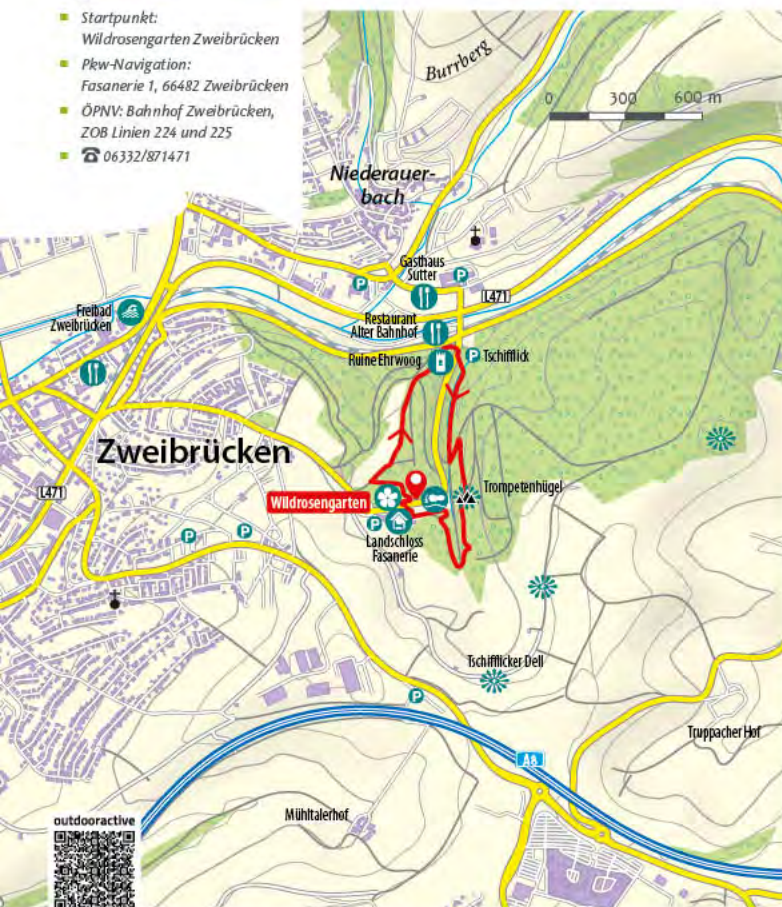 Startpunkt:
Wildrosengarten Zweibrücken
Pkw-Navigation:
Fasanerie 1, 66482 Zweibrücken
ÖPNV: Bahnhof Zweibrücken,
ZOB Linien 224 und 225
☎ 06332/871471
Burrberg
0 300 600 m
Niederauer-
bach
Gasthaus
Sutter
P
P
L471
Freibad
Zweibrücken
Restaurant
Alter Bahnhof
Ruine Ehrwoog
P Tschifflick
Zweibrücken
L471
Wildrosengarten
Trompetenhügel
P
P
P
Landschloss
Fasanerie
Tschifflicker Dell
P
Truppacher Hof
A8
Mühltalerhof
outdooractive